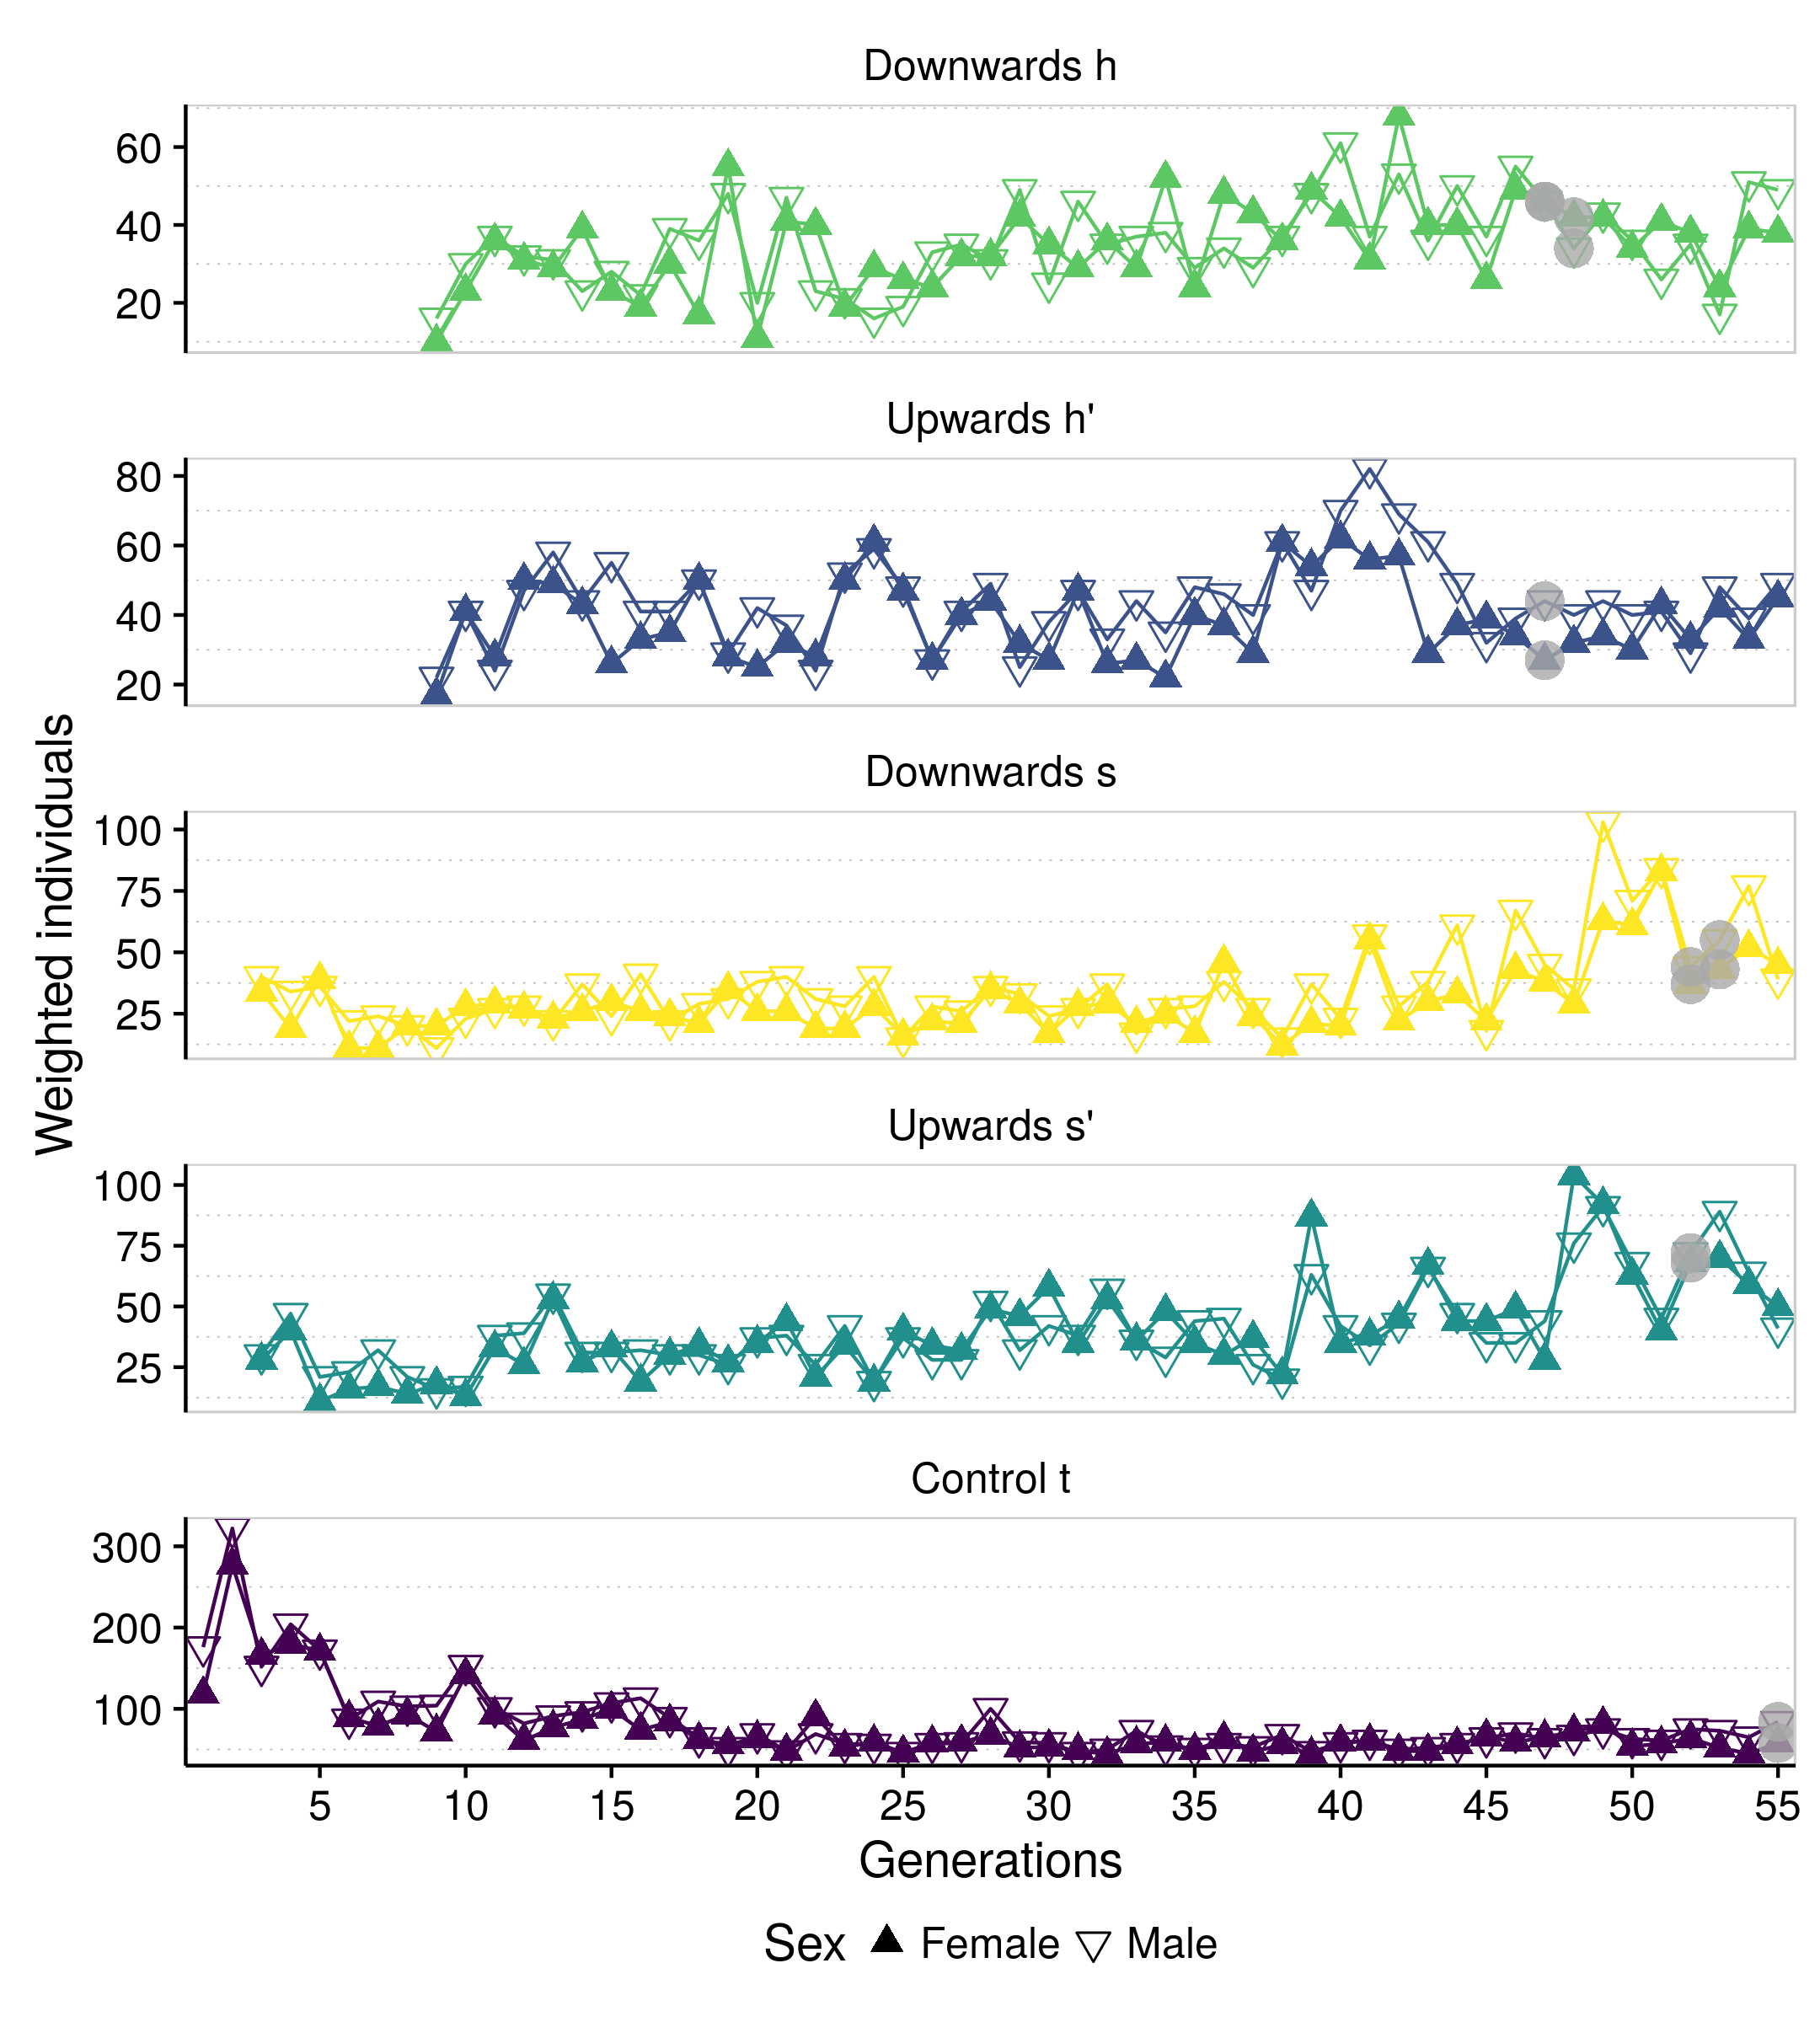 Downwards h
60
40
20
Upwards h'
80
60
40
20
Downwards s
100
75
50
25
Weighted individuals
Upwards s'
100
75
50
25
Control t
300
200
100
5 10 15 20 25 30 35 40 45 50 55
Generations
Sex Female Male